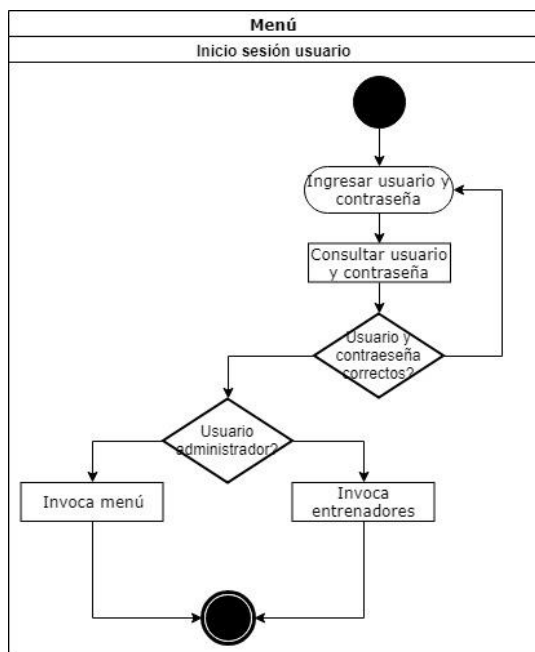 Menú
Inicio sesión usuario
Ingresar usuario y
contraseña
Consultar usuario
y contraseña
Usuario y
contraeseña
correctos?
Usuario
administrador?
Invoca menú
Invoca
entrenadores